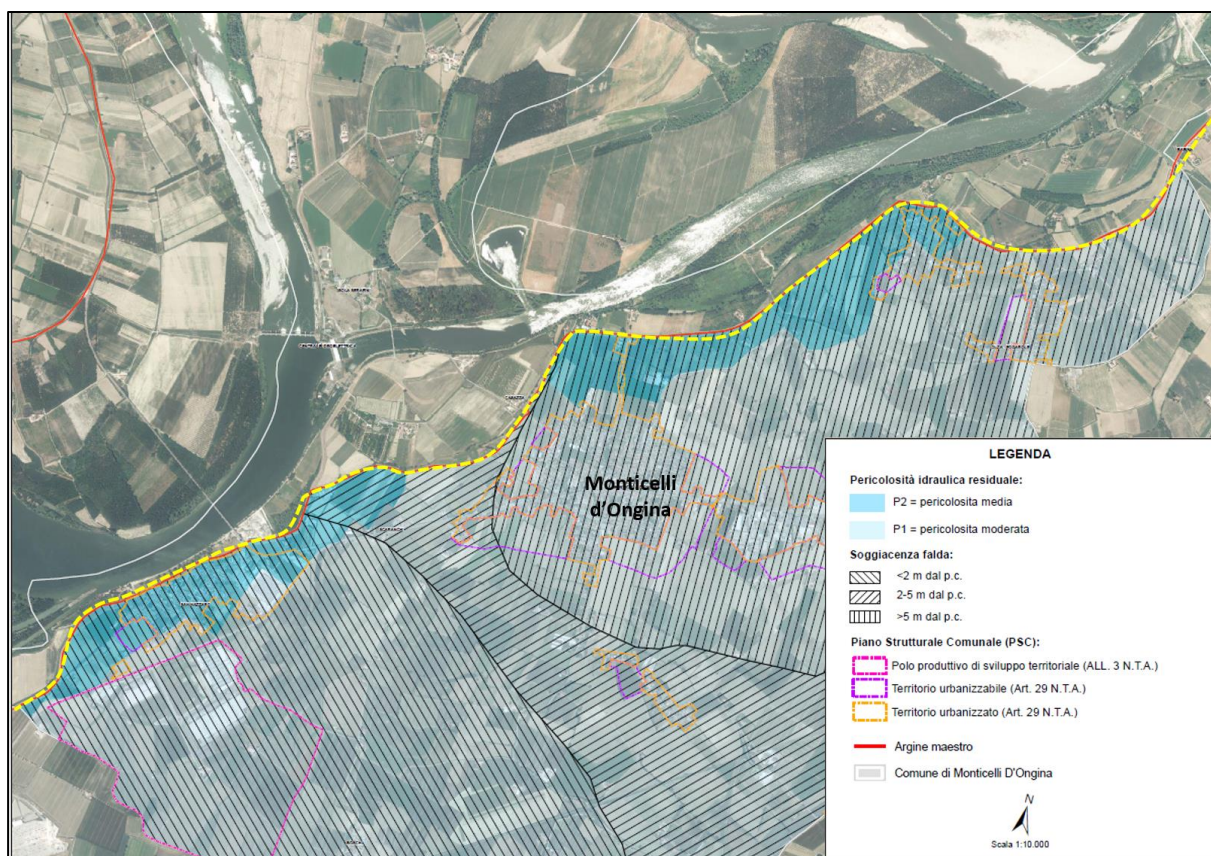 Monticelli
d'Ongina
LEGENDA
Pericolosità idraulica residuale:
P2 = pericolosita media
P1 = pericolosita moderata
Soggiacenza falda:
<2 m dal p.c.
2-5 m dal p.c.
>5 m dal p.c.
Piano Strutturale Comunale (PSC):
Polo produttivo di sviluppo territoriale (ALL. 3 N.T.A.)
Territorio urbanizzabile (Art. 29 N.T.A.)
Territorio urbanizzato (Art. 29 N.T.A.)
Argine maestro
Comune di Monticelli D'Ongina
N
Scala 1:10.000